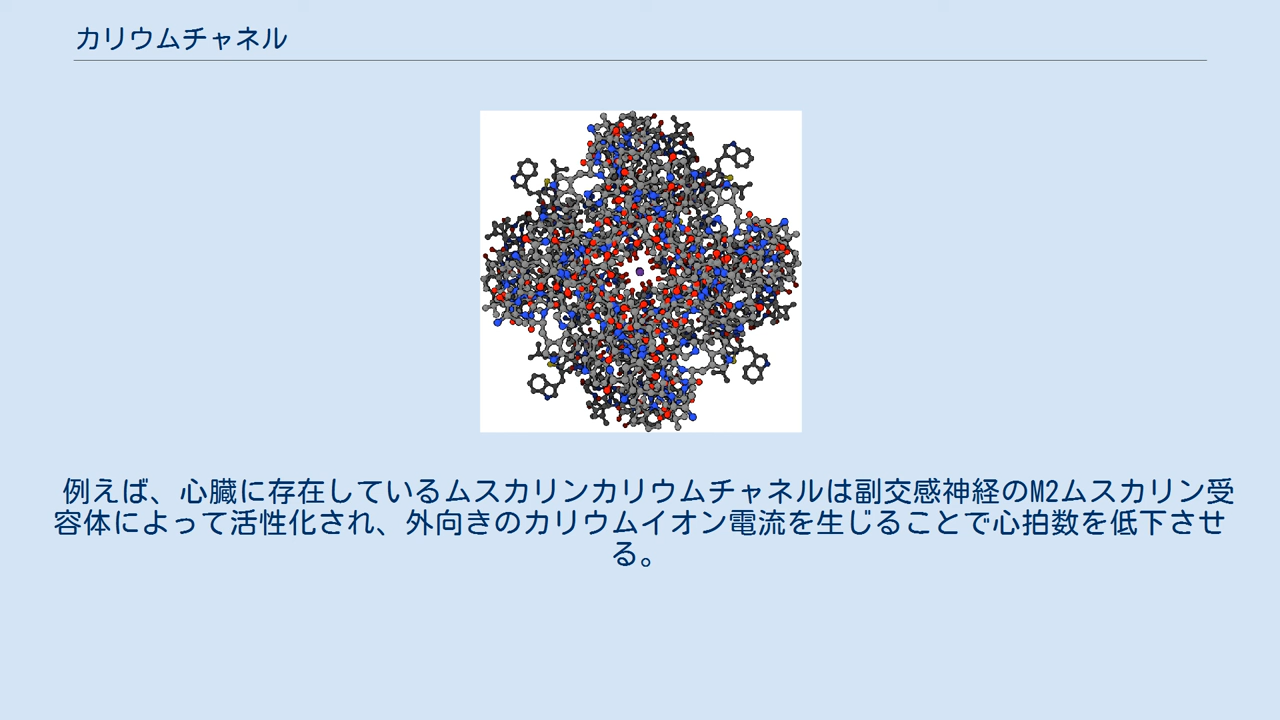 カリウムチャネル
例えば、心臓に存在しているムスカリンカリウムチャネルは副交感神経のM2ムスカリン受
容体によって活性化され、外向きのカリウムイオン電流を生じることで心拍数を低下させ
る。